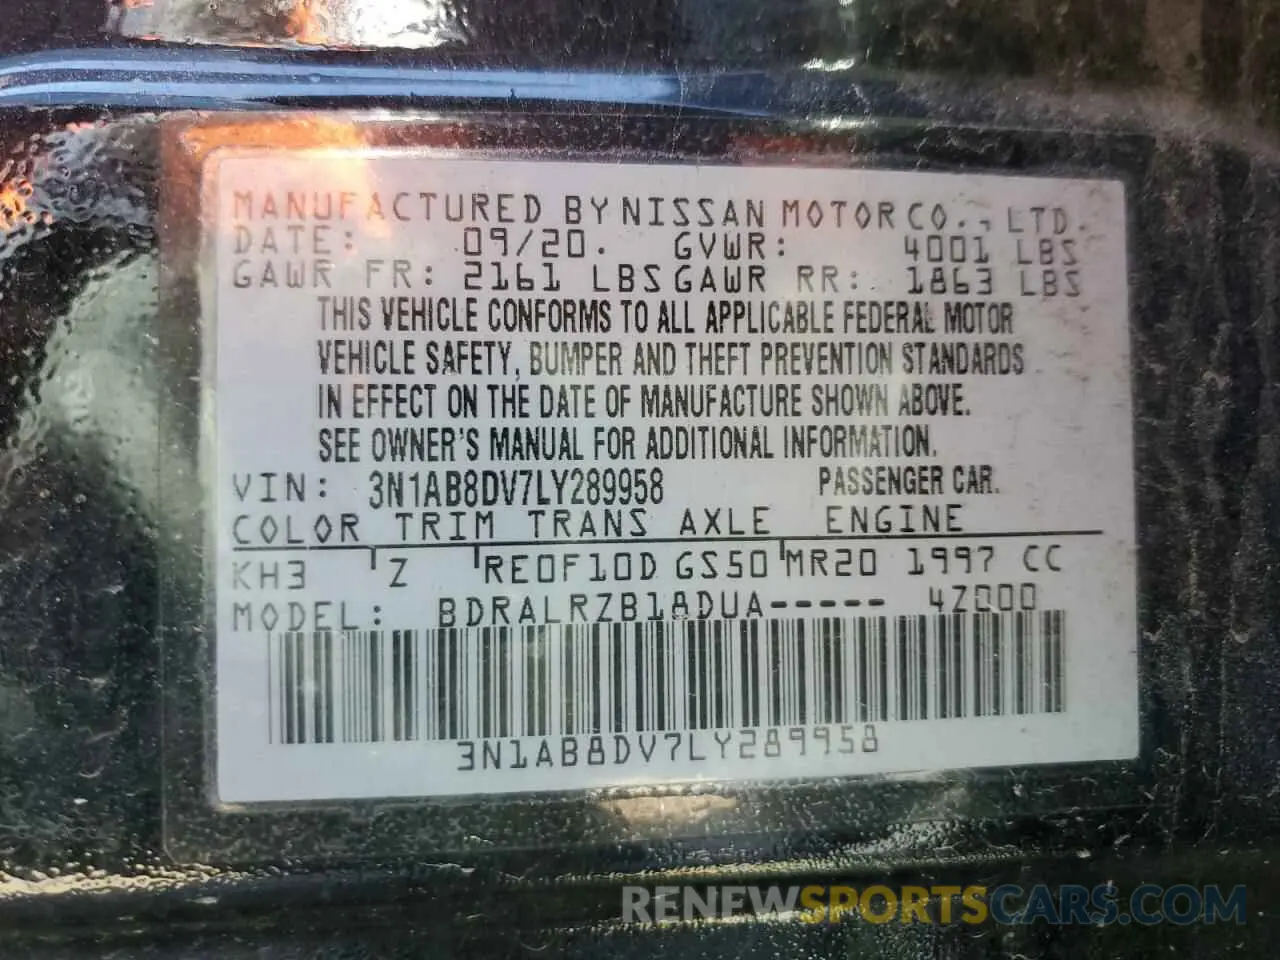 MANUFACTURED BY NISSAN MOTOR CO., LTD.
DATE: 09/20. GVWR: 4001 LBS
GAWR FR: 2161 LBS GAWR RR: 1863 LBS
THIS VEHICLE CONFORMS TO ALL APPLICABLE FEDERAL MOTOR
VEHICLE SAFETY, BUMPER AND THEFT PREVENTION STANDARDS
IN EFFECT ON THE DATE OF MANUFACTURE SHOWN ABOVE.
SEE OWNER'S MANUAL FOR ADDITIONAL INFORMATION.
VIN: 3N1AB8DV7LY289958 PASSENGER CAR.
COLOR TRIM TRANS AXLE ENGINE
KH3 Z RE0F10D GS50 MR20 1997 CC
MODEL: BDRALRZB18DUA----- 4Z000
3N1AB8DV7LY289958
RENEWSPORTSCARS.COM